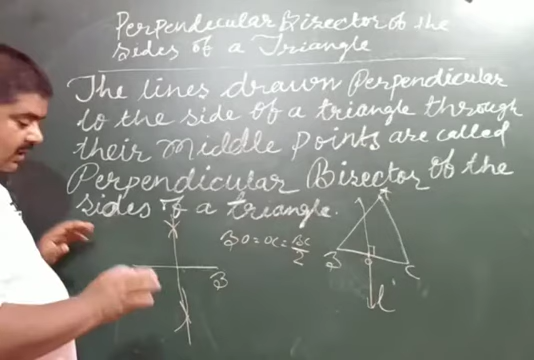 Perpendicular Bisector of the
Sides of a Triangle
The lines drawn Perpendicular
to the side of a triangle through
their Middle Points are called
Perpendicular Bisector of the
sides of a triangle.
BO = OC = BC/2
A
B
O
C
l
B